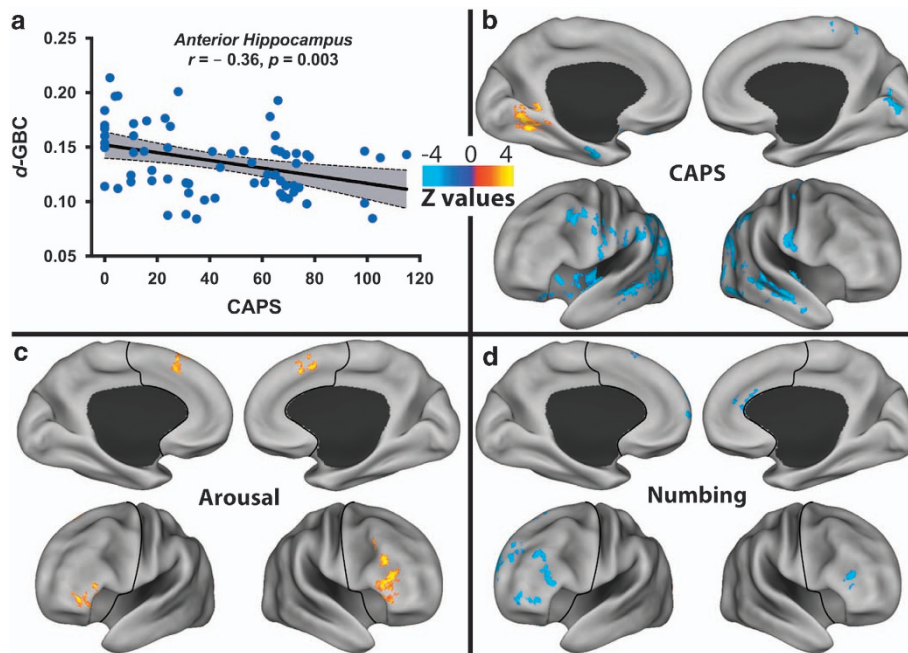 a
Anterior Hippocampus
r = – 0.36, p = 0.003
0.25
0.20
0.15
0.10
0.05
d-GBC
0 20 40 60 80 100 120
CAPS
-4 0 4
Z values
b
CAPS
c
Arousal
d
Numbing